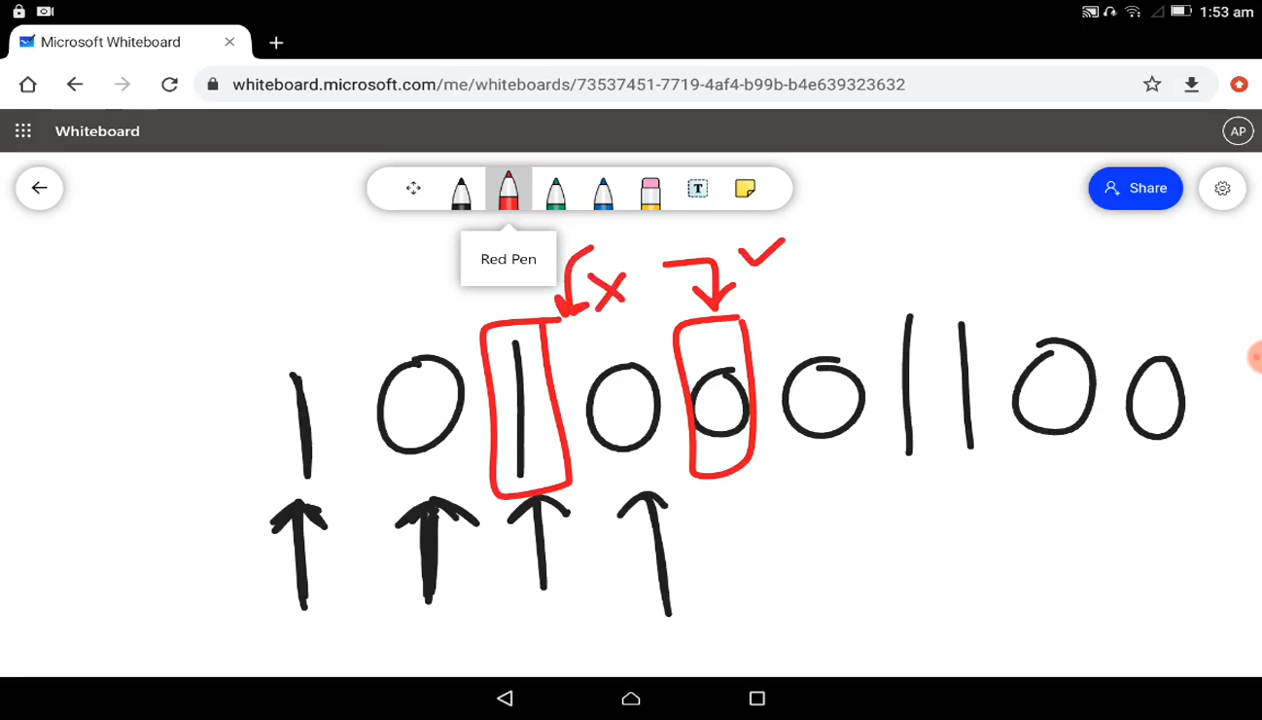 1:53 am
Microsoft Whiteboard
whiteboard.microsoft.com/me/whiteboards/73537451-7719-4af4-b99b-b4e639323632
Whiteboard
AP
T
Share
Red Pen
1 0 1 0 0 0 1 1 0 0